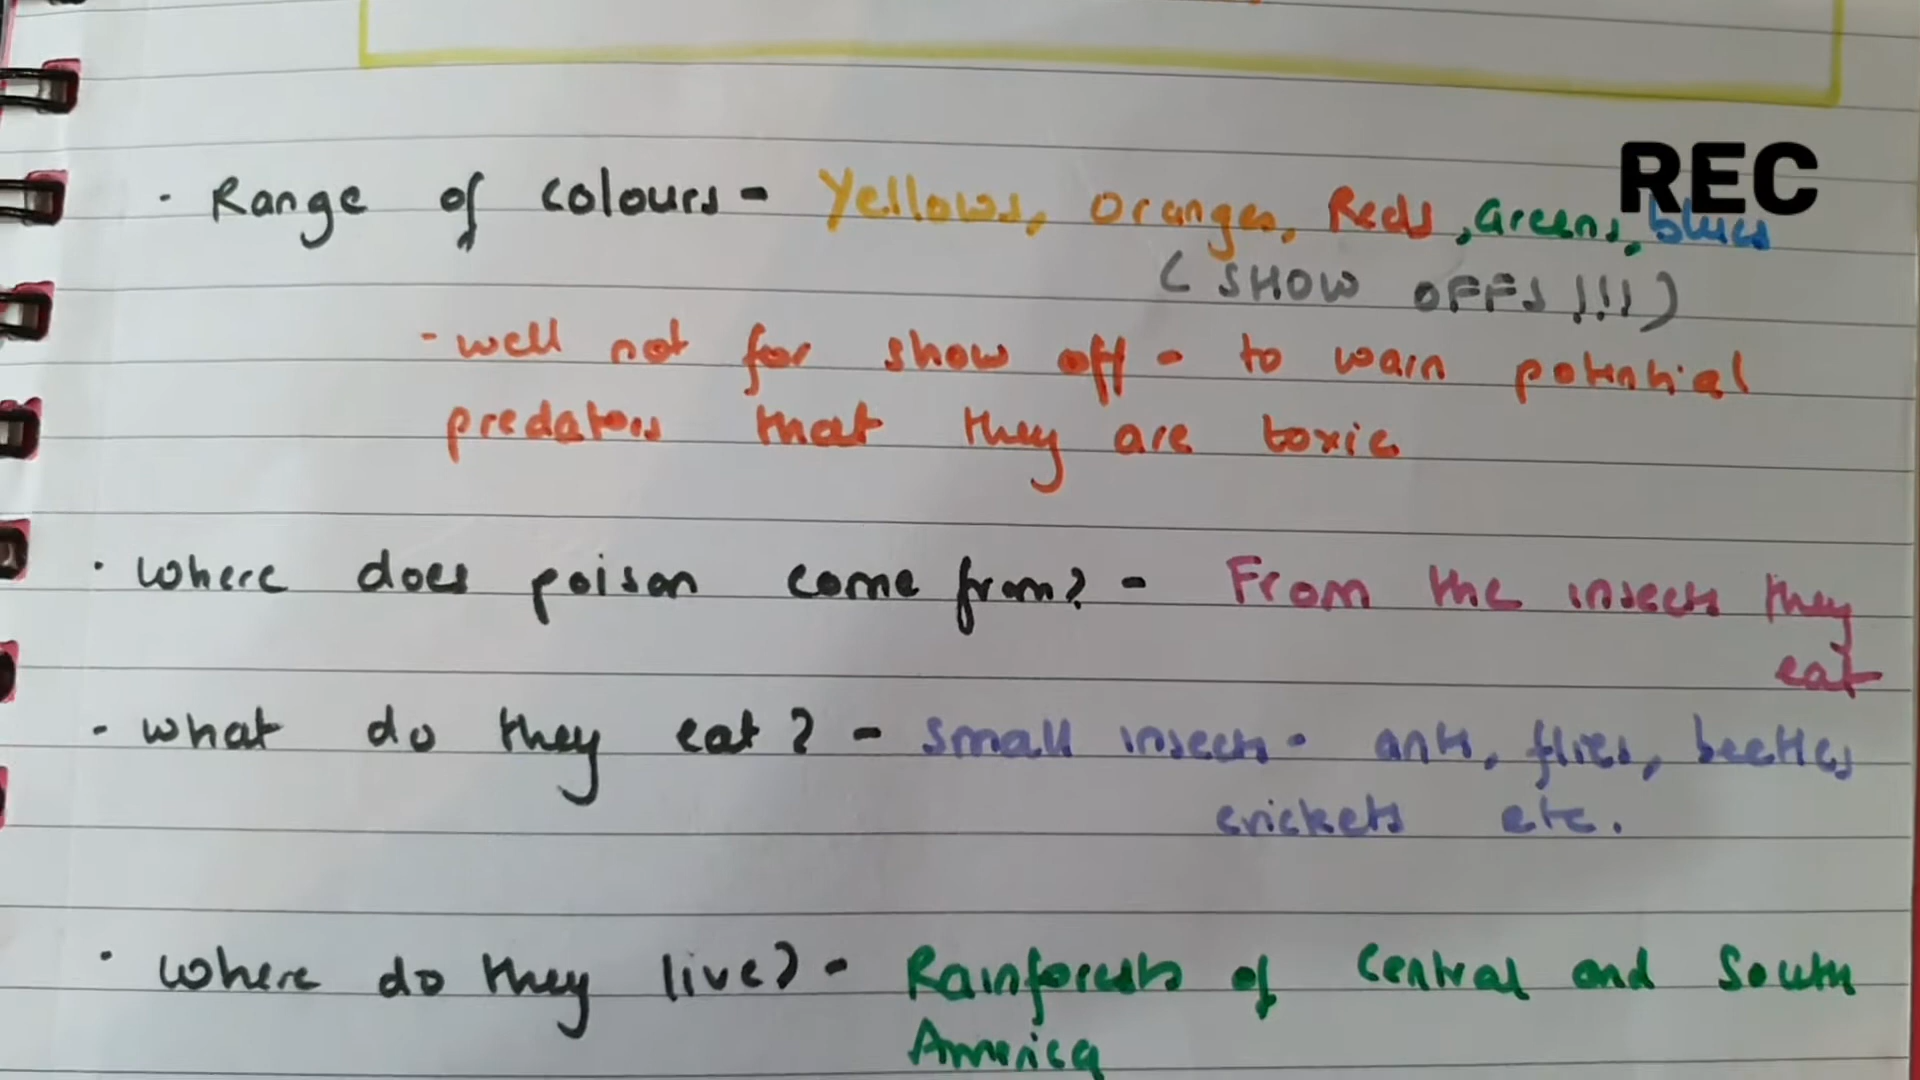 REC
· Range of colours - Yellows, Oranges, Reds, Greens, blues
(SHOW OFFS!!!)
- well not for show off - to warn potential
predators that they are toxic
· where does poison come from? - From the insects they
eat
- what do they eat? - small insects - ants, flies, beetles
crickets etc.
· where do they live? - Rainforests of Central and South
America